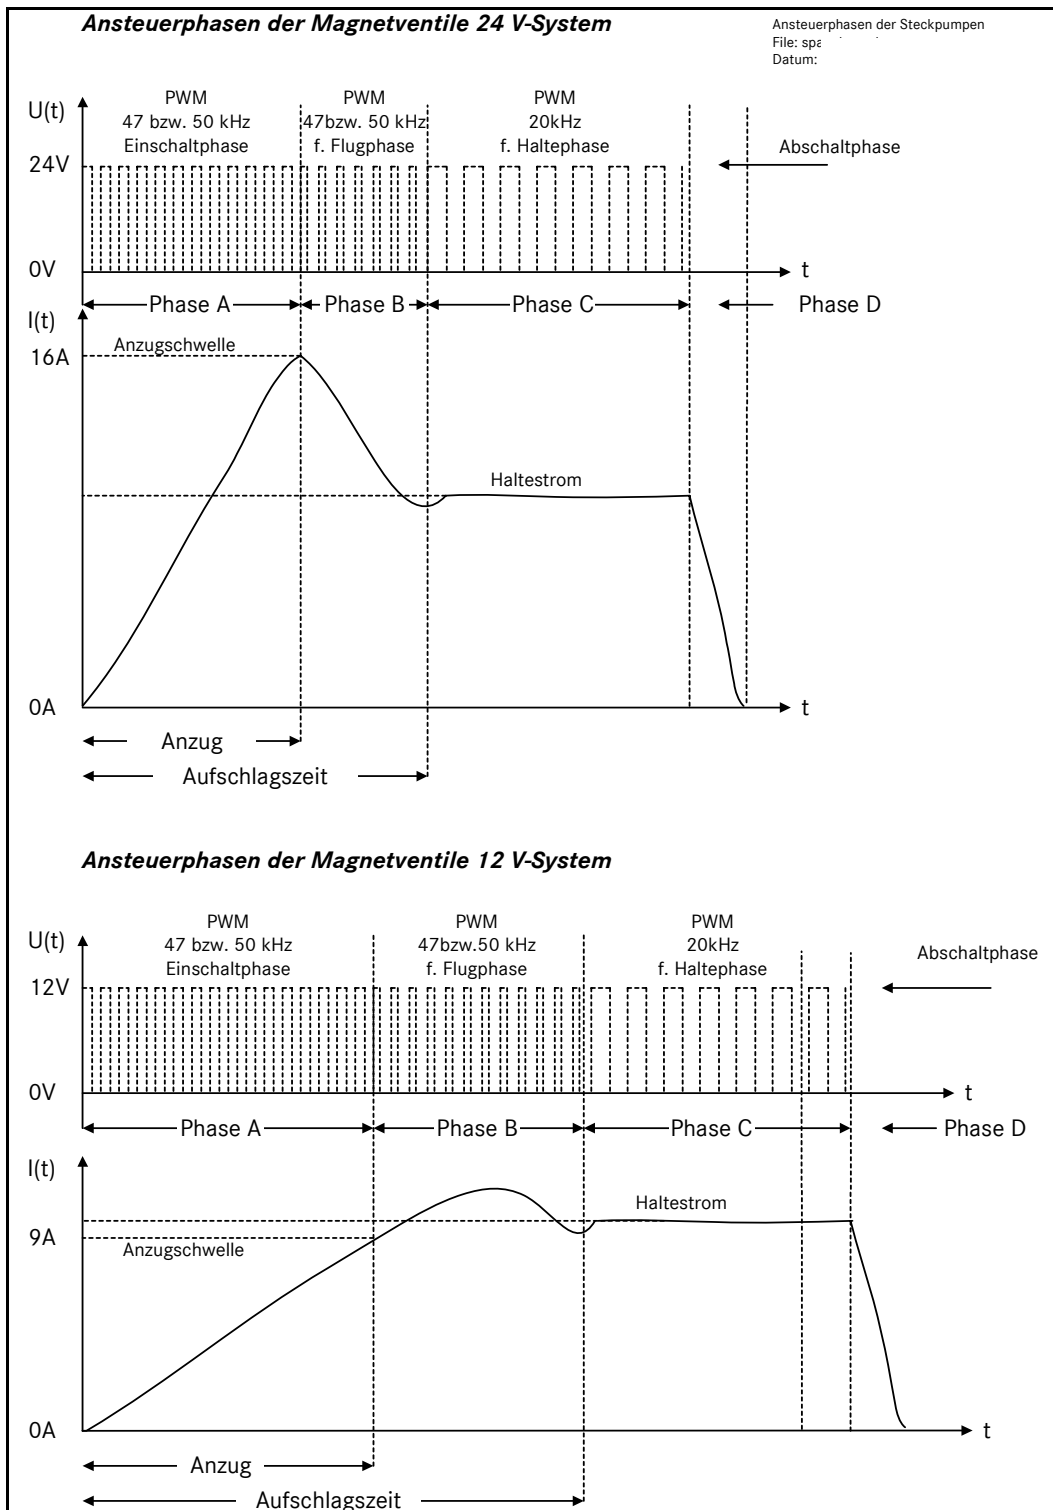 Ansteuerphasen der Magnetventile 24 V-System
Ansteuerphasen der Steckpumpen
File:
Datum:
PWM
47 bzw. 50 kHz
Einschaltphase
PWM
47bzw. 50 kHz
f. Flugphase
PWM
20kHz
f. Haltephase
U(t)
24V
Abschaltphase
0V
t
Phase A
Phase B
Phase C
Phase D
I(t)
16A
Anzugschwelle
Haltestrom
0A
t
Anzug
Aufschlagszeit
Ansteuerphasen der Magnetventile 12 V-System
PWM
47 bzw. 50 kHz
Einschaltphase
PWM
47bzw.50 kHz
f. Flugphase
PWM
20kHz
f. Haltephase
U(t)
Abschaltphase
12V
0V
t
Phase A
Phase B
Phase C
Phase D
I(t)
Haltestrom
9A
Anzugschwelle
0A
t
Anzug
Aufschlagszeit